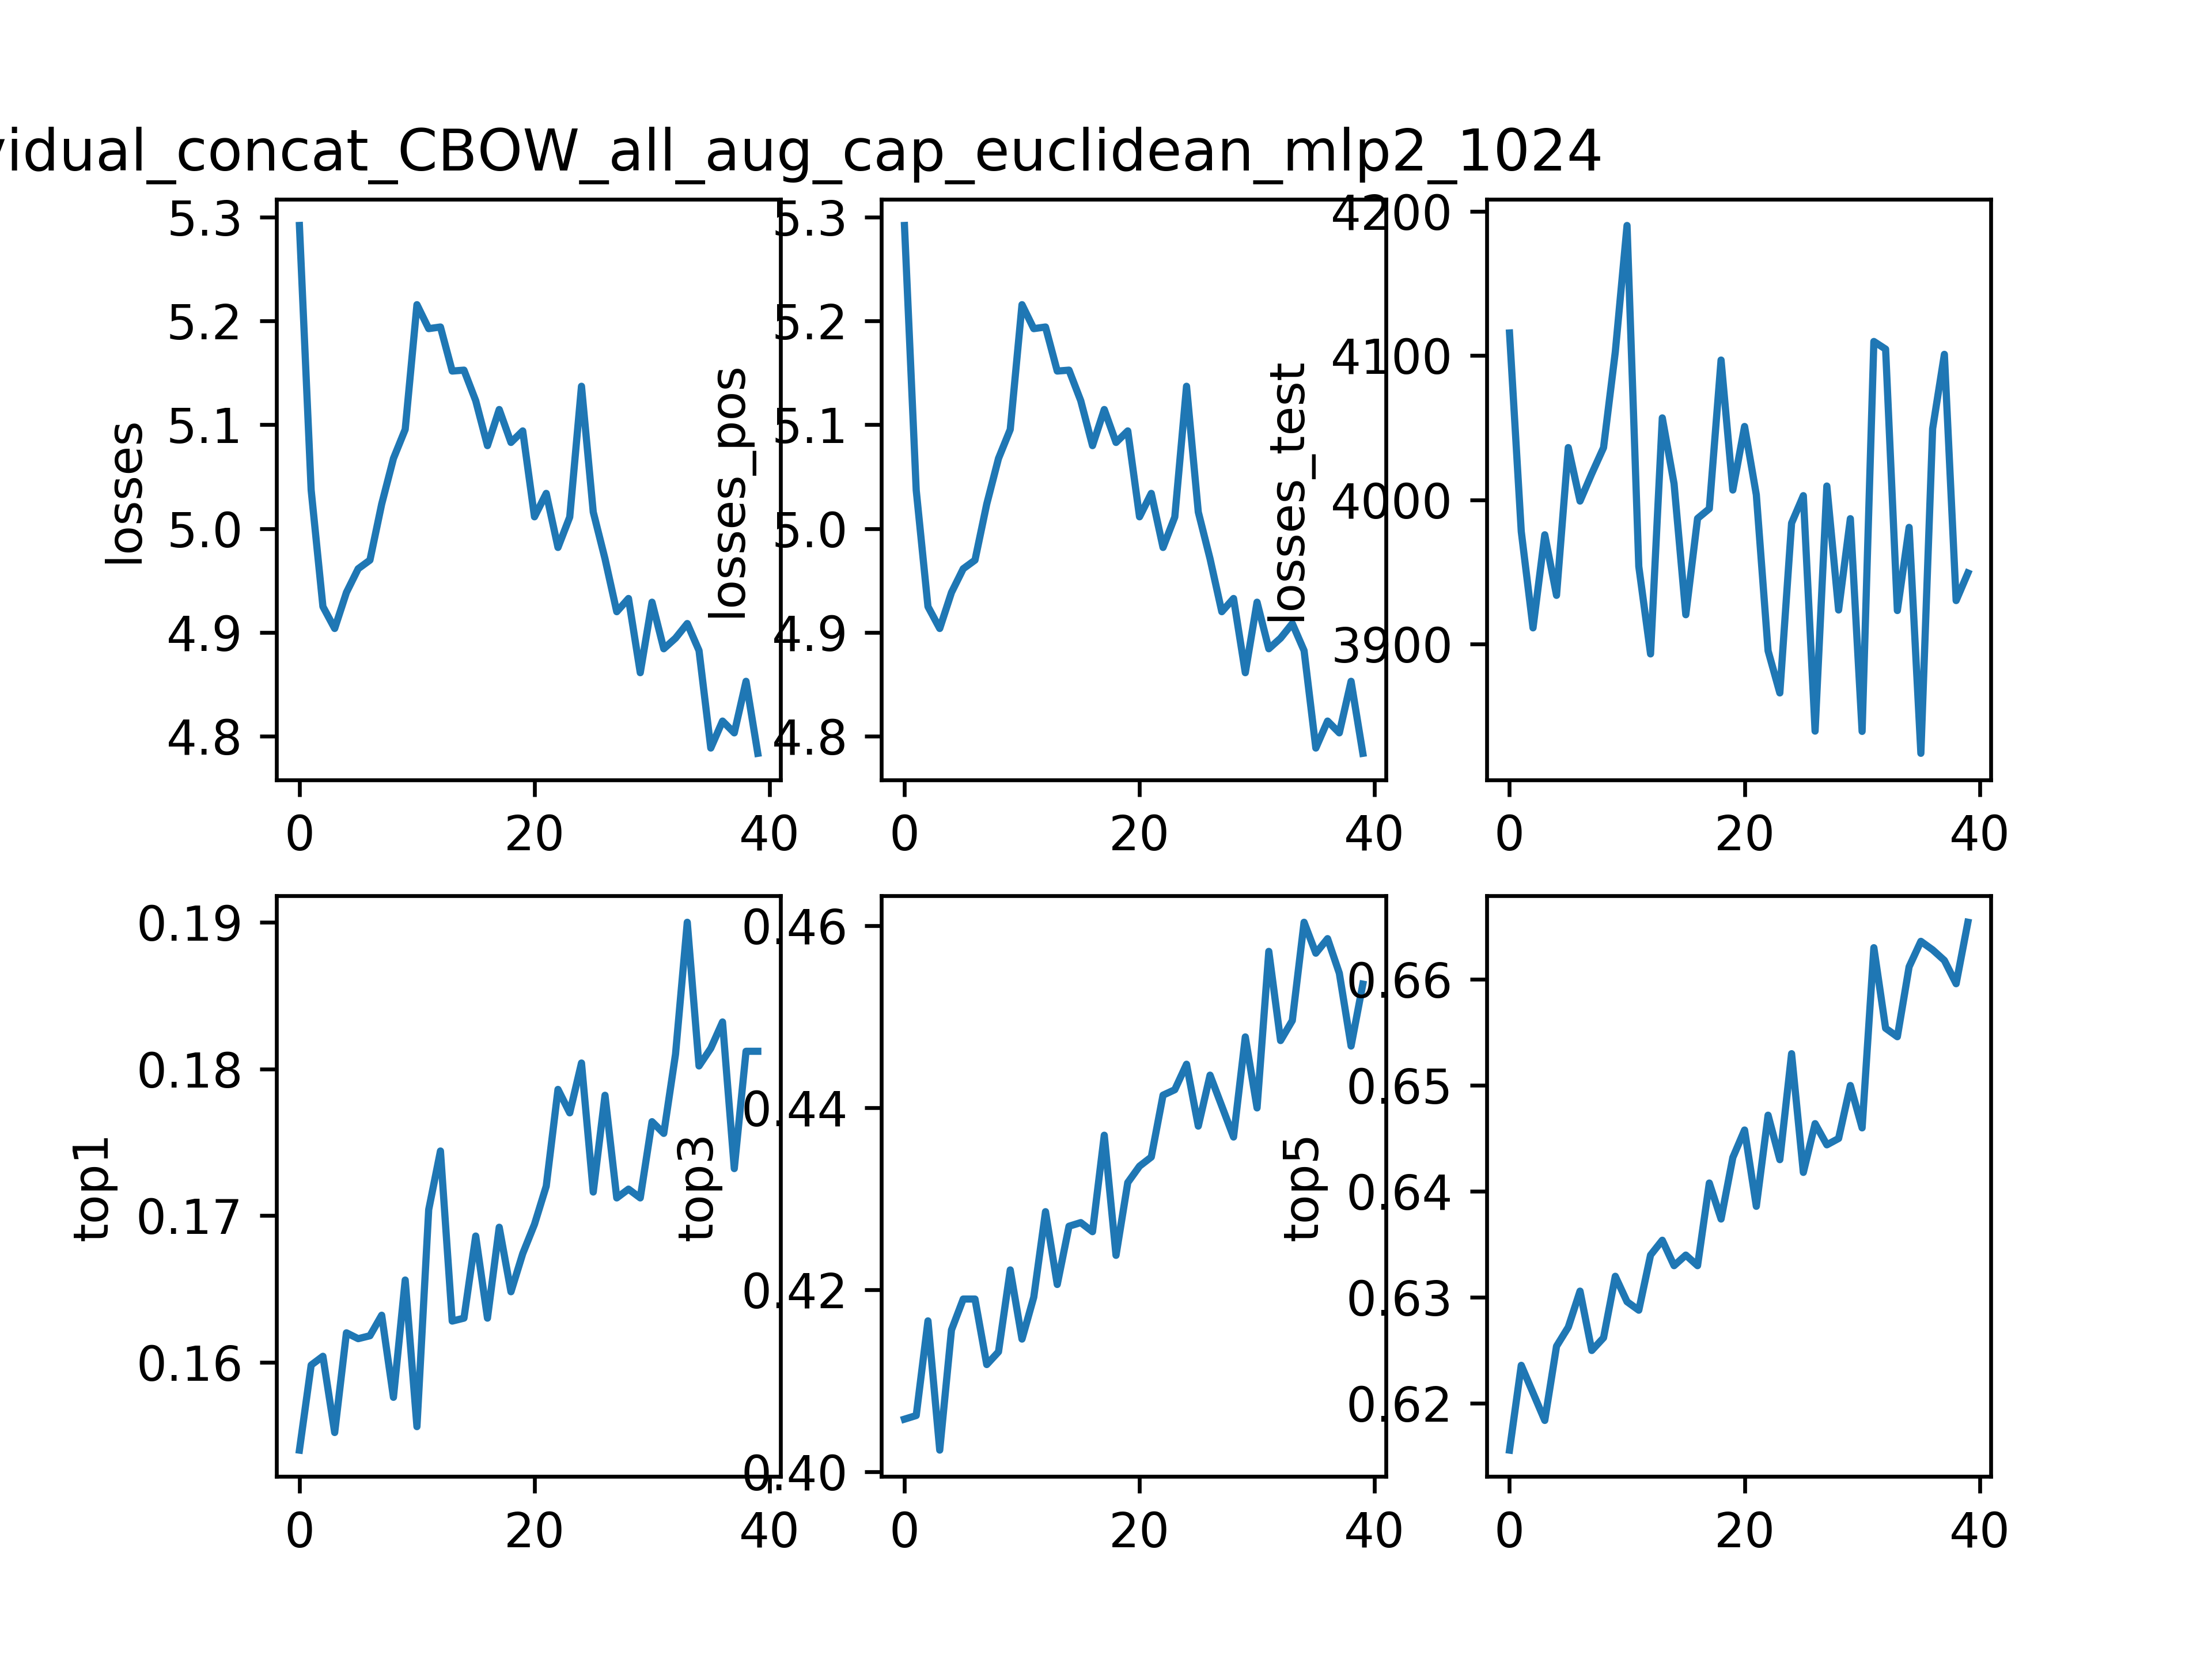 vidual_concat_CBOW_all_aug_cap_euclidean_mlp2_1024
losses
5.3
5.2
5.1
5.0
4.9
4.8
0 20 40
losses_pos
5.3
5.2
5.1
5.0
4.9
4.8
0 20 40
losses_test
4200
4100
4000
3900
0 20 40
top1
0.19
0.18
0.17
0.16
0 20 40
top3
0.46
0.44
0.42
0.40
0 20 40
top5
0.66
0.65
0.64
0.63
0.62
0 20 40